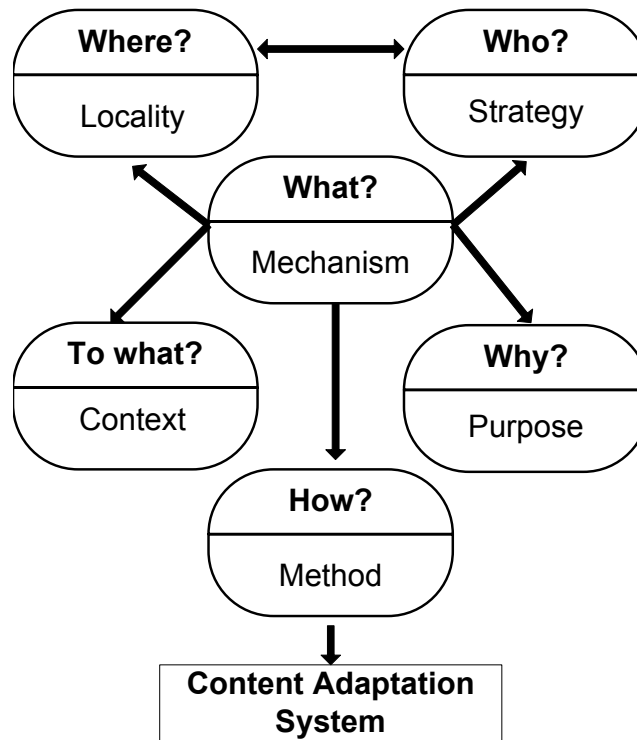 Where?
Locality
Who?
Strategy
What?
Mechanism
To what?
Context
Why?
Purpose
How?
Method
Content Adaptation
System